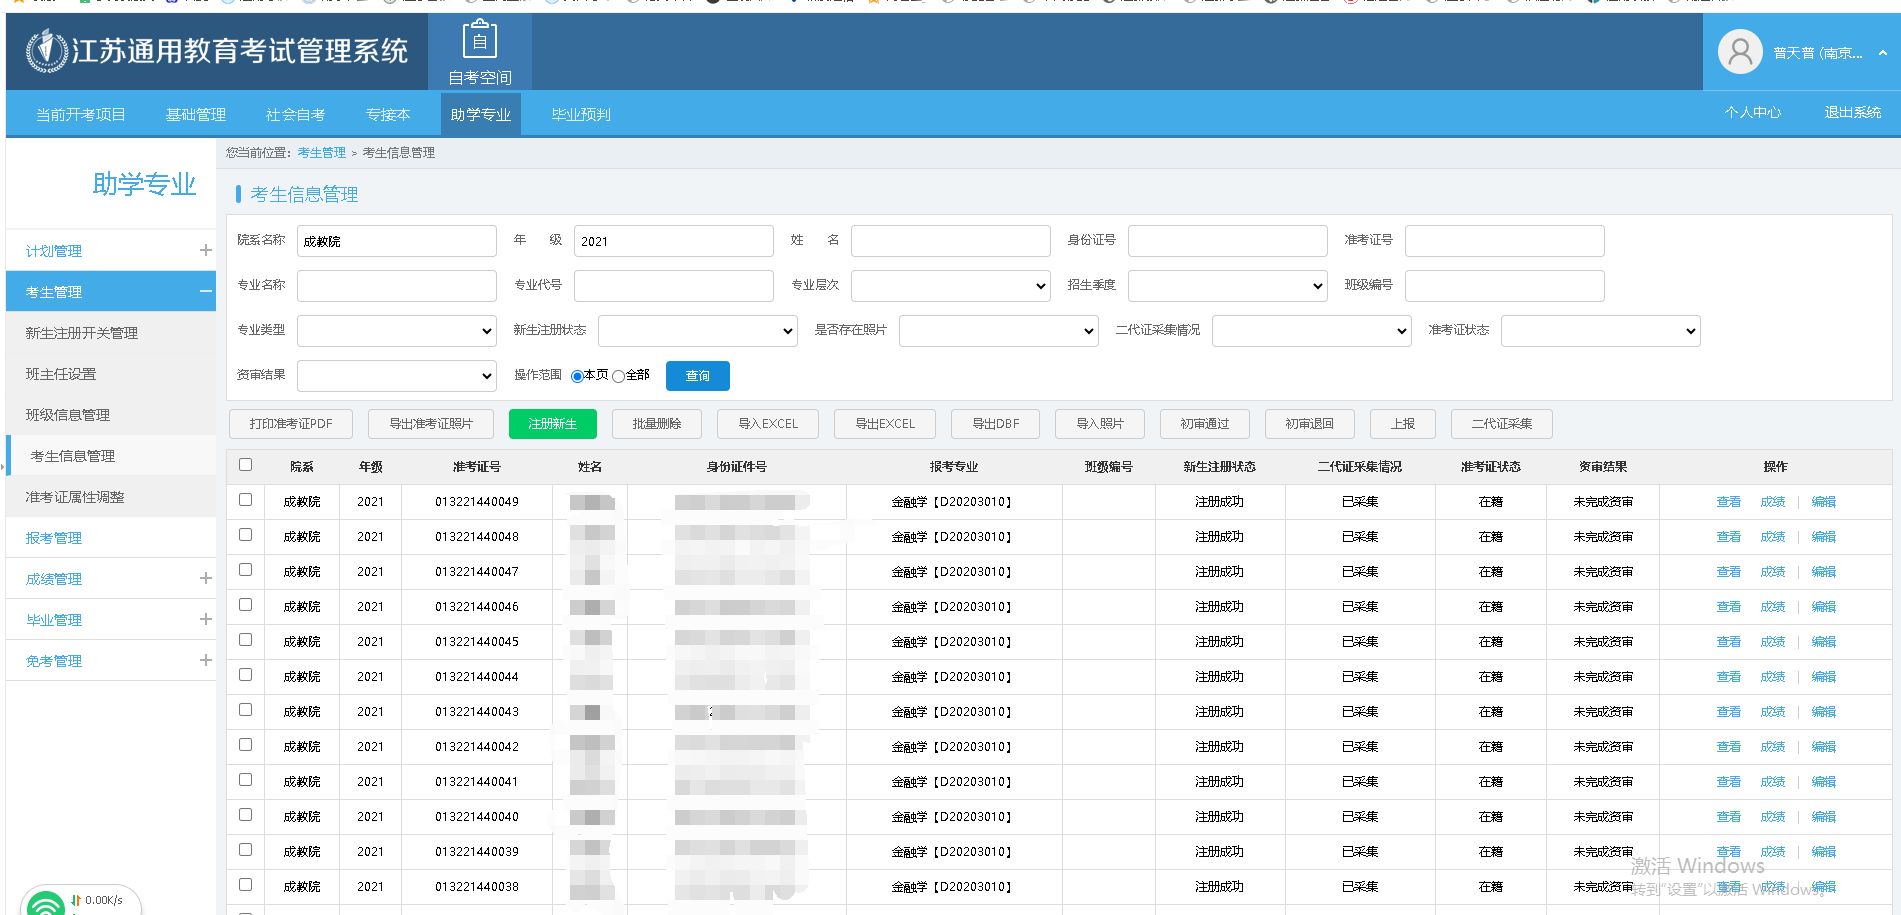 江苏通用教育考试管理系统
自
自考空间
普天普 (南京...
当前开考项目 基础管理 社会自考 专接本 助学专业 毕业预判 个人中心 退出系统
您当前位置： 考生管理 > 考生信息管理
助学专业
计划管理
考生管理
新生注册开关管理
班主任设置
班级信息管理
考生信息管理
准考证属性调整
报考管理
成绩管理
毕业管理
免考管理
0.00K/s
考生信息管理
院系名称 成教院 年 级 2021 姓 名 身份证号 准考证号
专业名称 专业代号 专业层次 招生季度 班级编号
专业类型 新生注册状态 是否存在照片 二代证采集情况 准考证状态
资审结果 操作范围 本页 全部 查询
打印准考证PDF 导出准考证照片 注册新生 批量删除 导入EXCEL 导出EXCEL 导出DBF 导入照片 初审通过 初审退回 上报 二代证采集
院系 年级 准考证号 姓名 身份证件号 报考专业 班级编号 新生注册状态 二代证采集情况 准考证状态 资审结果 操作
成教院 2021 013221440049 金融学【D20203010】 注册成功 已采集 在籍 未完成资审 查看 成绩 | 编辑
成教院 2021 013221440048 金融学【D20203010】 注册成功 已采集 在籍 未完成资审 查看 成绩 | 编辑
成教院 2021 013221440047 金融学【D20203010】 注册成功 已采集 在籍 未完成资审 查看 成绩 | 编辑
成教院 2021 013221440046 金融学【D20203010】 注册成功 已采集 在籍 未完成资审 查看 成绩 | 编辑
成教院 2021 013221440045 金融学【D20203010】 注册成功 已采集 在籍 未完成资审 查看 成绩 | 编辑
成教院 2021 013221440044 金融学【D20203010】 注册成功 已采集 在籍 未完成资审 查看 成绩 | 编辑
成教院 2021 013221440043 金融学【D20203010】 注册成功 已采集 在籍 未完成资审 查看 成绩 | 编辑
成教院 2021 013221440042 金融学【D20203010】 注册成功 已采集 在籍 未完成资审 查看 成绩 | 编辑
成教院 2021 013221440041 金融学【D20203010】 注册成功 已采集 在籍 未完成资审 查看 成绩 | 编辑
成教院 2021 013221440040 金融学【D20203010】 注册成功 已采集 在籍 未完成资审 查看 成绩 | 编辑
成教院 2021 013221440039 金融学【D20203010】 注册成功 已采集 在籍 未完成资审 查看 成绩 | 编辑
成教院 2021 013221440038 金融学【D20203010】 注册成功 已采集 在籍 未完成资审 查看 成绩 | 编辑
激活 Windows
转到“设置”以激活 Windows。